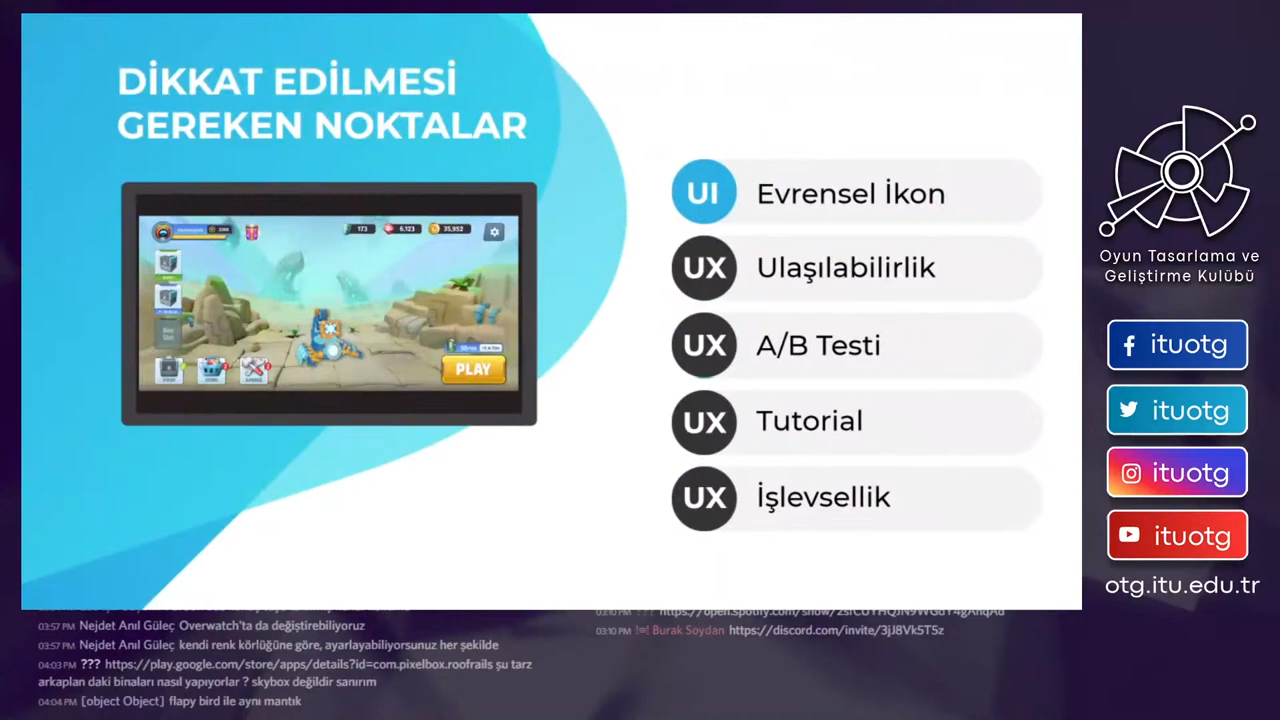 DİKKAT EDİLMESİ
GEREKEN NOKTALAR
173
6,123
35,952
PLAY
UI
Evrensel İkon
UX
Ulaşılabilirlik
UX
A/B Testi
UX
Tutorial
UX
İşlevsellik
Oyun Tasarlama ve
Geliştirme Kulübü
ituotg
ituotg
ituotg
ituotg
otg.itu.edu.tr
03:57 PM Nejdet Anıl Güleç Overwatch'ta da değiştirebiliyoruz
03:57 PM Nejdet Anıl Güleç kendi renk körlüğüne göre, ayarlayabiliyorsunuz her şekilde
04:03 PM ??? https://play.google.com/store/apps/details?id=com.pixelbox.roofrails şu tarz
arkaplan daki binaları nasıl yapıyorlar ? skybox değildir sanırım
04:04 PM [object Object] flapy bird ile aynı mantık
03:10 PM Burak Soydan https://discord.com/invite/3jJ8Vk5T5z